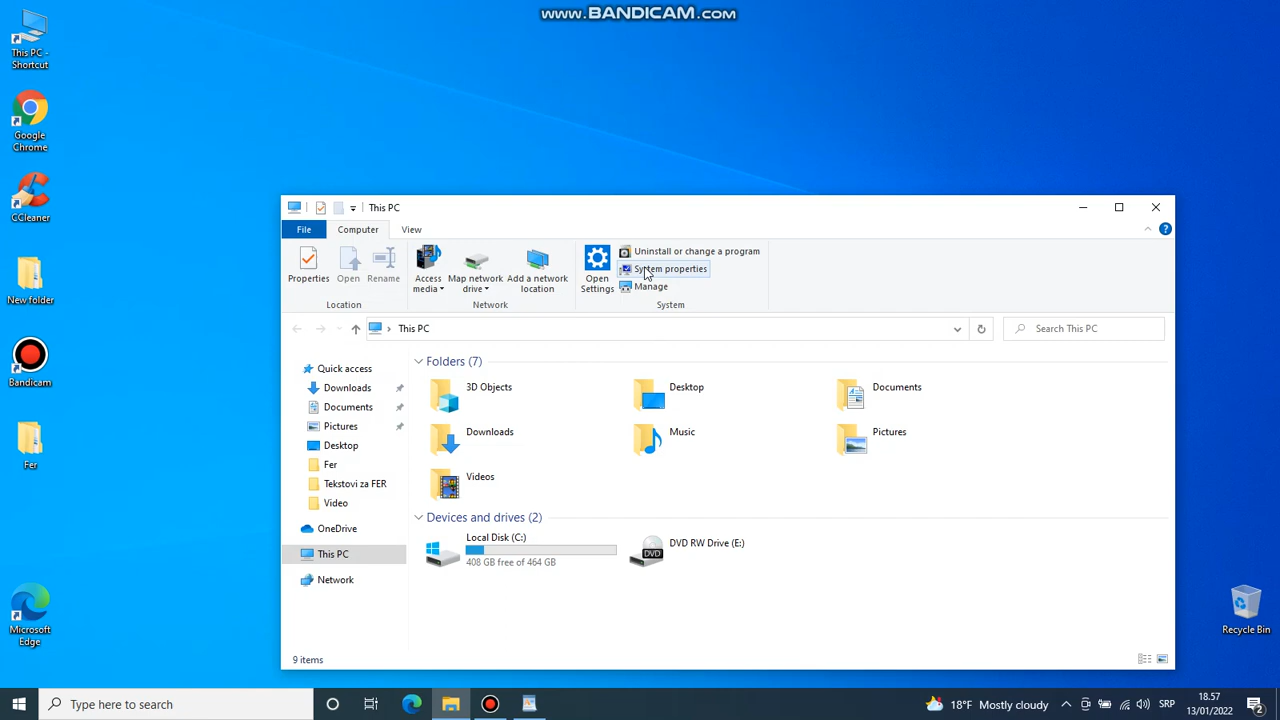 www.BANDICAM.com
This PC -
Shortcut
Google
Chrome
CCleaner
New folder
Bandicam
Fer
Microsoft
Edge
Recycle Bin
This PC
File
Computer
View
Properties
Open
Rename
Location
Access
media
Map network
drive
Add a network
location
Network
Open
Settings
Uninstall or change a program
System properties
Manage
System
This PC
Search This PC
Quick access
Downloads
Documents
Pictures
Desktop
Fer
Tekstovi za FER
Video
OneDrive
This PC
Network
Folders (7)
3D Objects
Desktop
Documents
Downloads
Music
Pictures
Videos
Devices and drives (2)
Local Disk (C:)
408 GB free of 464 GB
DVD
DVD RW Drive (E:)
9 items
Type here to search
18°F Mostly cloudy
SRP
18.57
13/01/2022
2